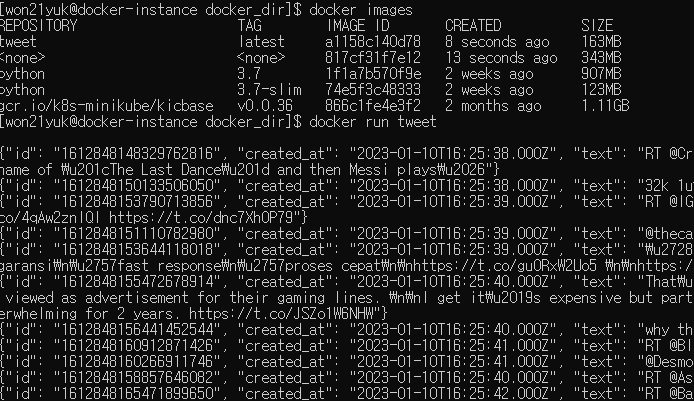 [won21yuk@docker-instance docker_dir]$ docker images
REPOSITORY TAG IMAGE ID CREATED SIZE
tweet latest a1158c140d78 8 seconds ago 163MB
<none> <none> 817cf31f7e12 13 seconds ago 343MB
python 3.7 1f1a7b570f9e 2 weeks ago 907MB
python 3.7-slim 74e5f3c48333 2 weeks ago 123MB
gcr.io/k8s-minikube/kicbase v0.0.36 866c1fe4e3f2 2 months ago 1.11GB
[won21yuk@docker-instance docker_dir]$ docker run tweet
{"id": "1612848148329762816", "created_at": "2023-01-10T16:25:38.000Z", "text": "RT @Cr
name of ₩u201cThe Last Dance₩u201d and then Messi plays₩u2026"}
{"id": "1612848150133506050", "created_at": "2023-01-10T16:25:38.000Z", "text": "32k 1u
{"id": "1612848153790713856", "created_at": "2023-01-10T16:25:39.000Z", "text": "RT @IG
co/4qAw2znIQI https://t.co/dnc7XhOP79"}
{"id": "1612848151110782980", "created_at": "2023-01-10T16:25:39.000Z", "text": "@theca
{"id": "1612848153644118018", "created_at": "2023-01-10T16:25:39.000Z", "text": "₩u2728
garansi₩n₩u2757fast response₩n₩u2757proses cepat₩n₩nhttps://t.co/gu0RxW2Uo5 ₩n₩nhttps:/
{"id": "1612848155472678914", "created_at": "2023-01-10T16:25:39.000Z", "text": "That₩u
 viewed as advertisement for their gaming lines. ₩n₩nI get it₩u2019s expensive but part
erwhelming for 2 years. https://t.co/JSZo1W6NHW"}
{"id": "1612848156441452544", "created_at": "2023-01-10T16:25:40.000Z", "text": "why th
{"id": "1612848160912871426", "created_at": "2023-01-10T16:25:41.000Z", "text": "RT @Bl
{"id": "1612848160266911746", "created_at": "2023-01-10T16:25:41.000Z", "text": "@Desmo
{"id": "1612848158857646082", "created_at": "2023-01-10T16:25:40.000Z", "text": "RT @As
{"id": "1612848165471899650", "created_at": "2023-01-10T16:25:42.000Z", "text": "RT @Ba